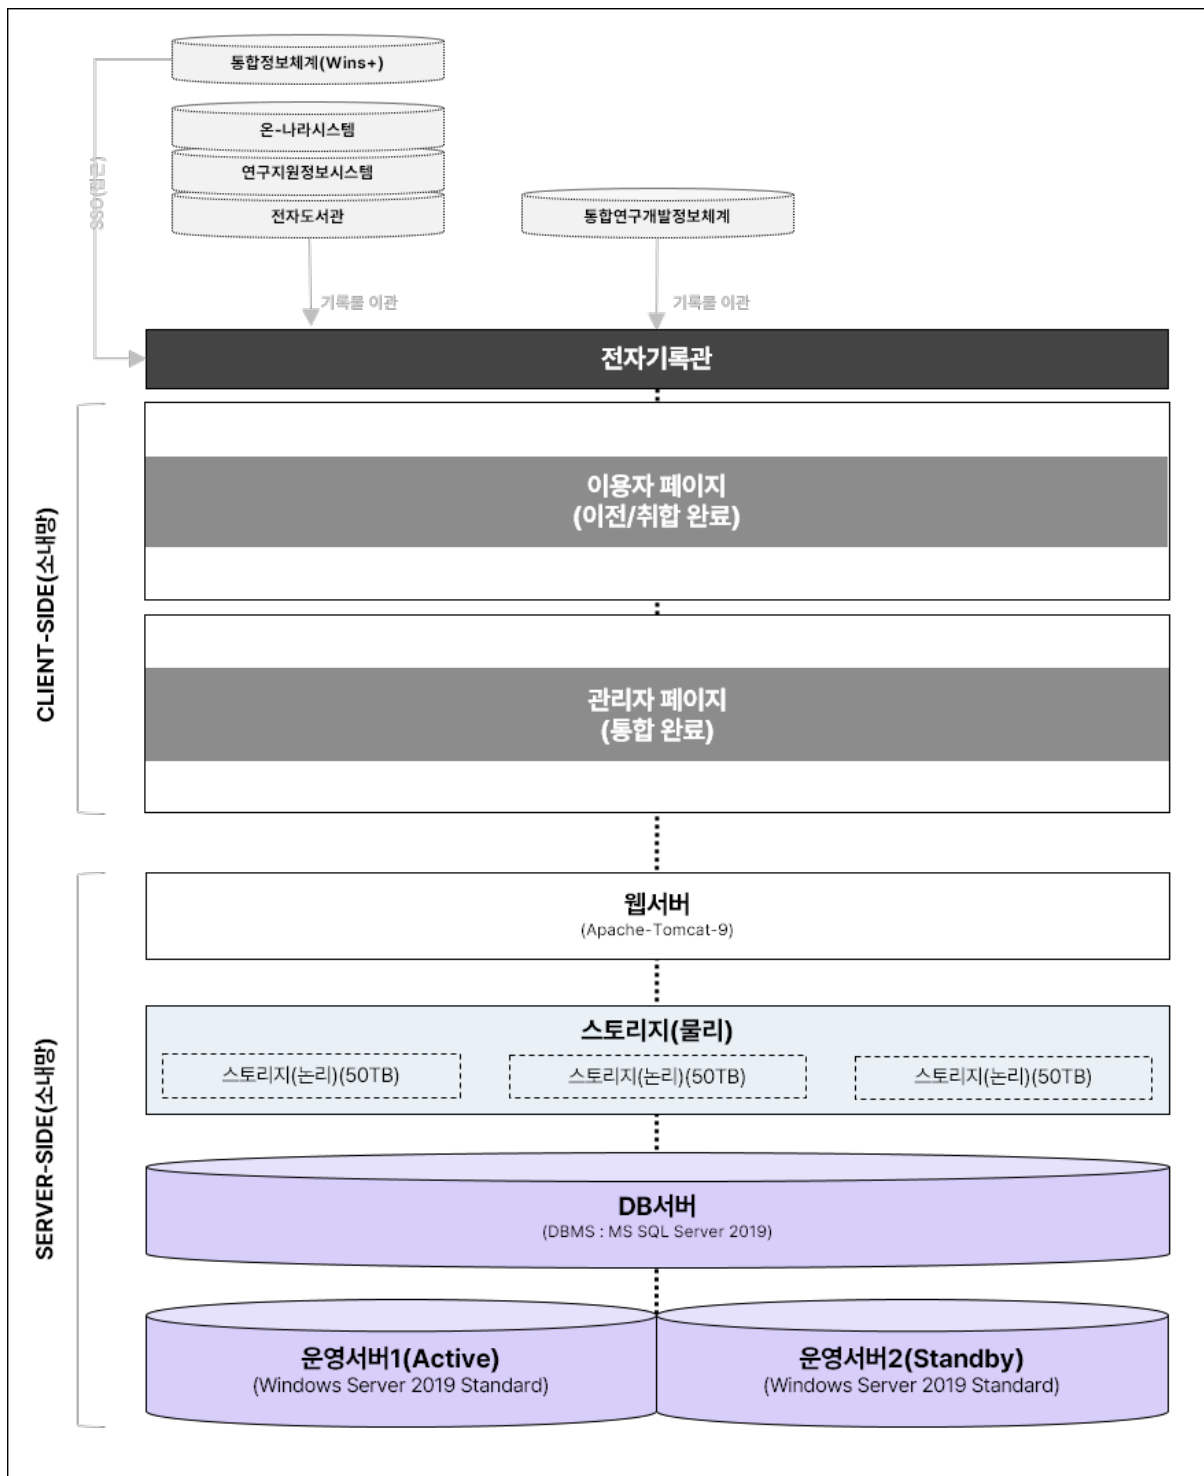 통합정보체계(Wins+)
온-나라시스템
연구지원정보시스템
전자도서관
통합연구개발정보체계
SSO(접근)
기록물 이관
기록물 이관
전자기록관
CLIENT-SIDE(소내망)
이용자 페이지
(이전/취합 완료)
관리자 페이지
(통합 완료)
SERVER-SIDE(소내망)
웹서버
(Apache-Tomcat-9)
스토리지(물리)
스토리지(논리)(50TB)
스토리지(논리)(50TB)
스토리지(논리)(50TB)
DB서버
(DBMS : MS SQL Server 2019)
운영서버1(Active)
(Windows Server 2019 Standard)
운영서버2(Standby)
(Windows Server 2019 Standard)